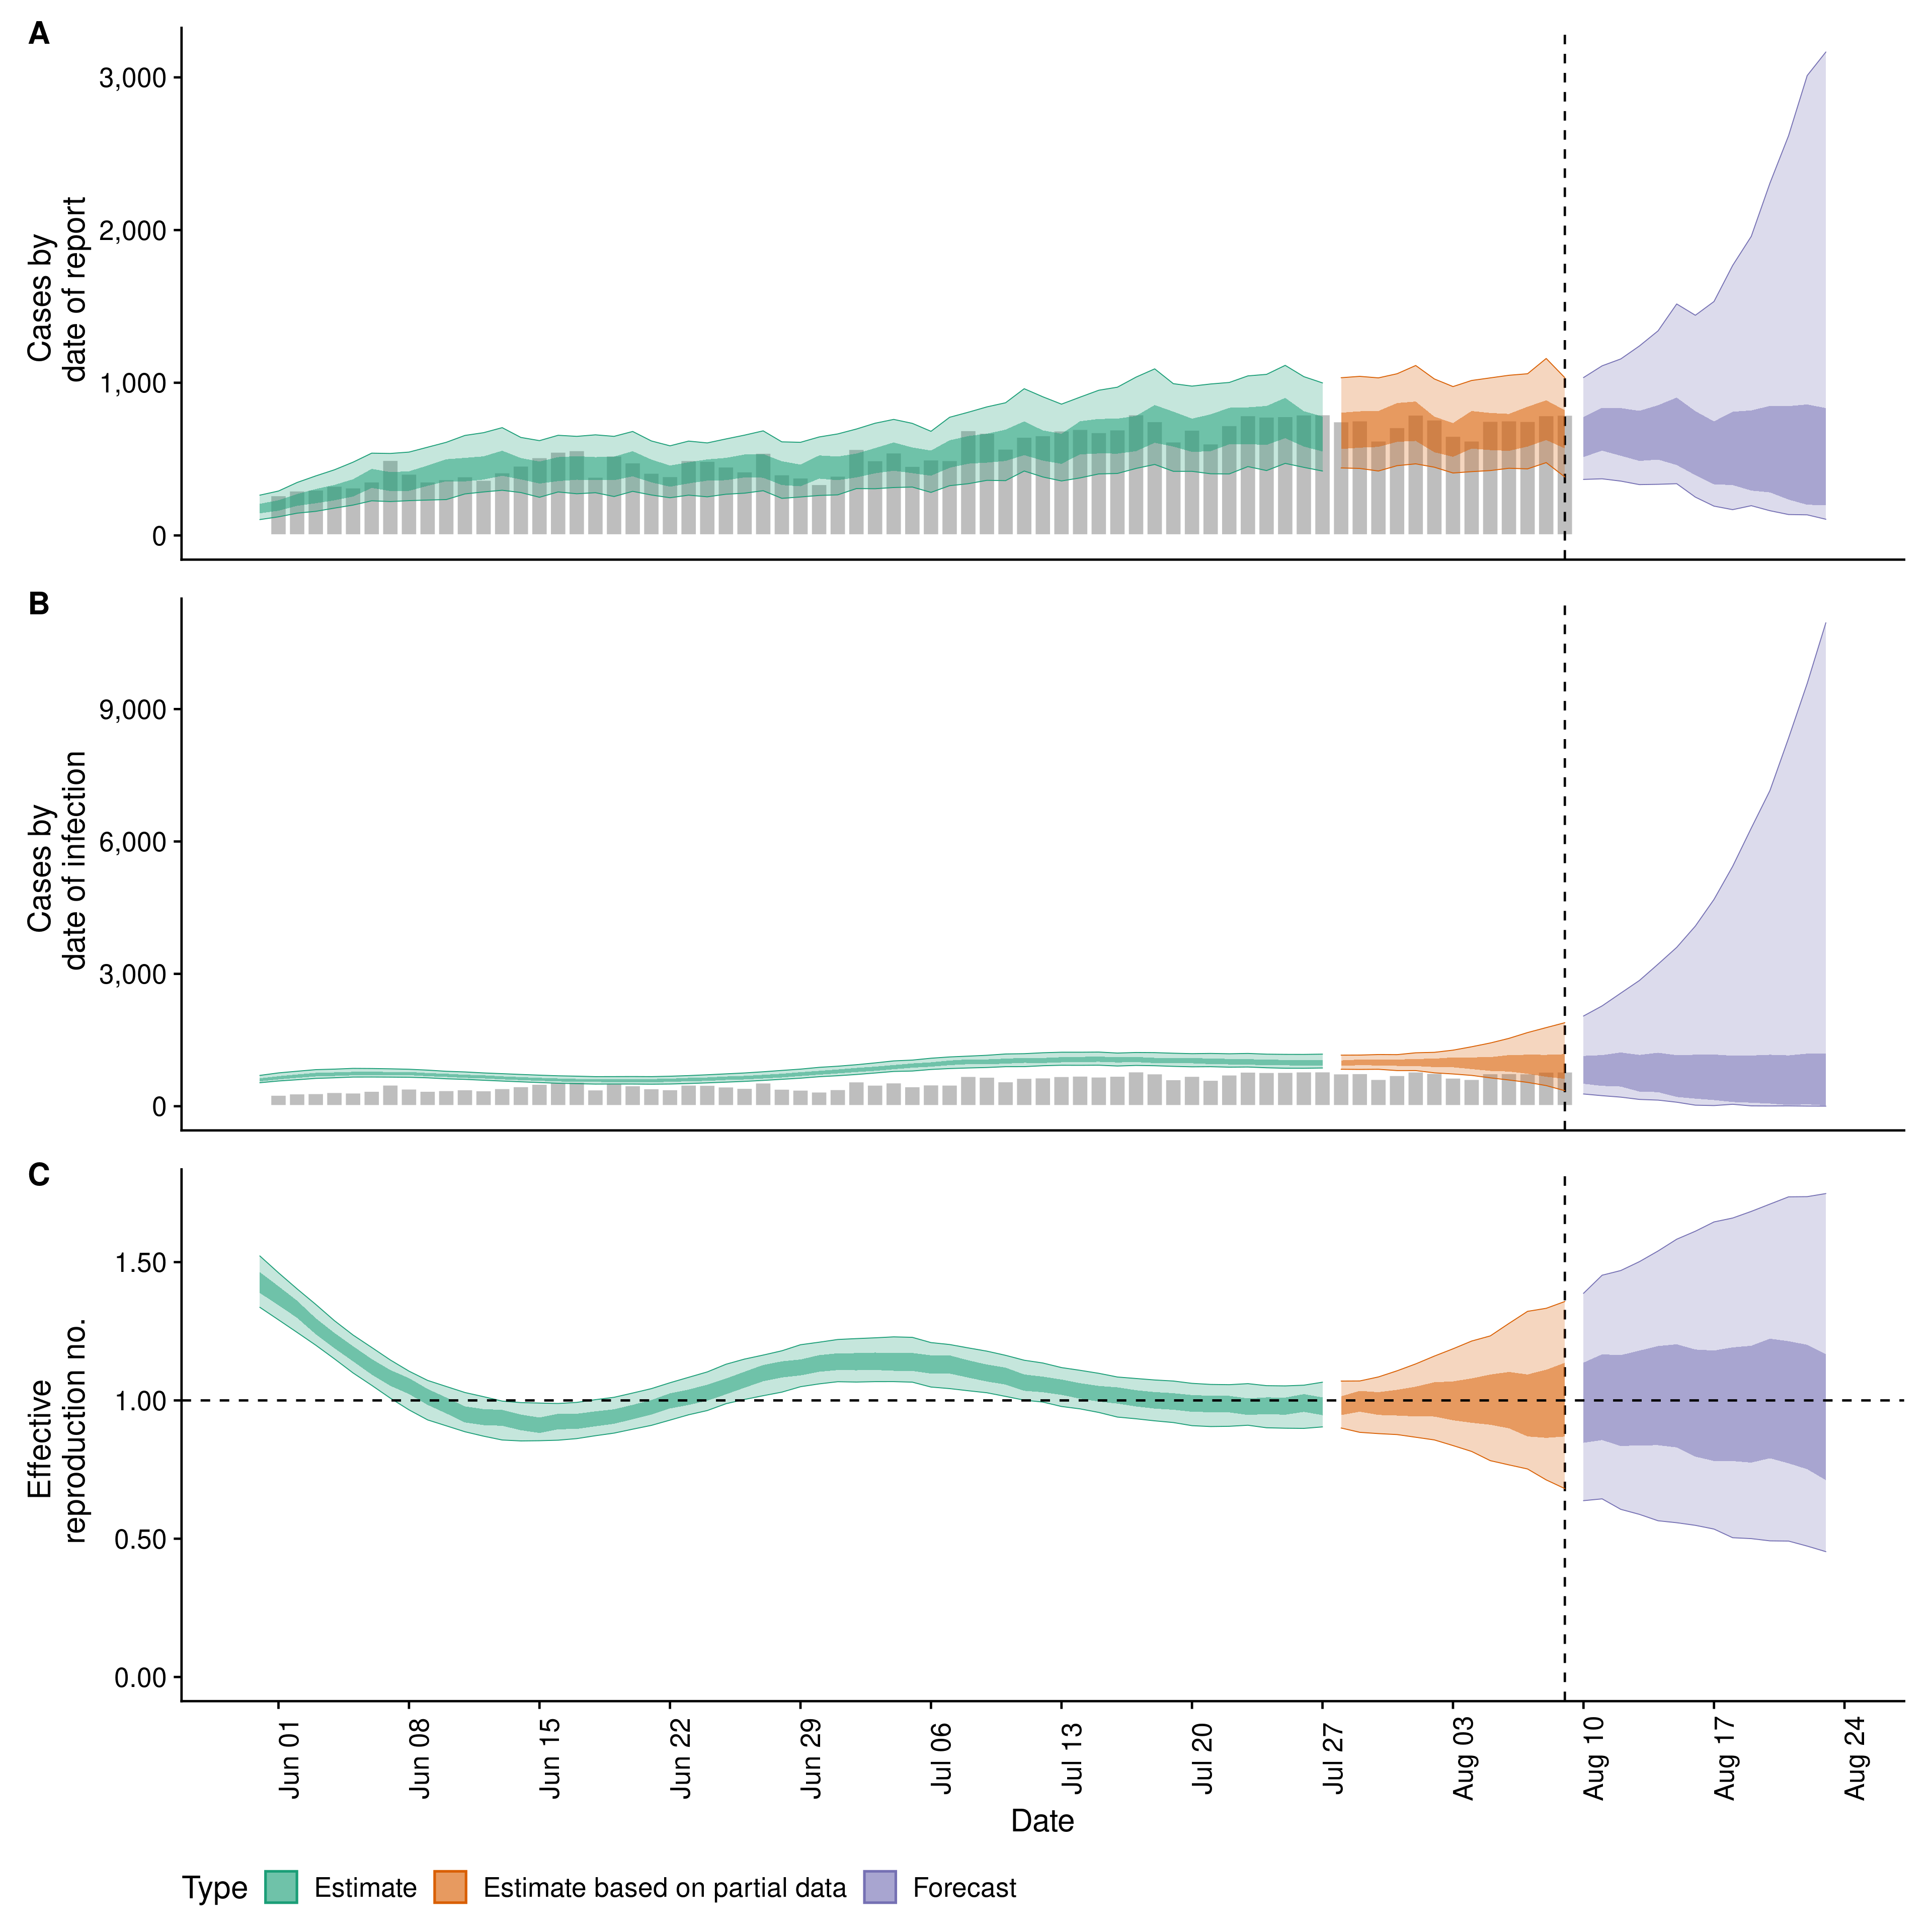 A
3,000
2,000
1,000
0
Cases by
date of report
B
9,000
6,000
3,000
0
Cases by
date of infection
C
1.50
1.00
0.50
0.00
Effective
reproduction no.
Jun 01
Jun 08
Jun 15
Jun 22
Jun 29
Jul 06
Jul 13
Jul 20
Jul 27
Aug 03
Aug 10
Aug 17
Aug 24
Date
Type Estimate Estimate based on partial data Forecast